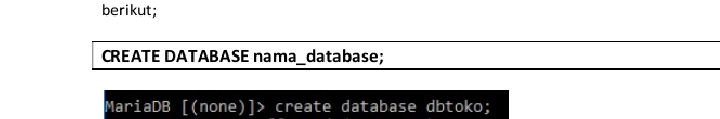 berikut;
CREATE DATABASE nama_database;
MariaDB [(none)]> create database dbtoko;